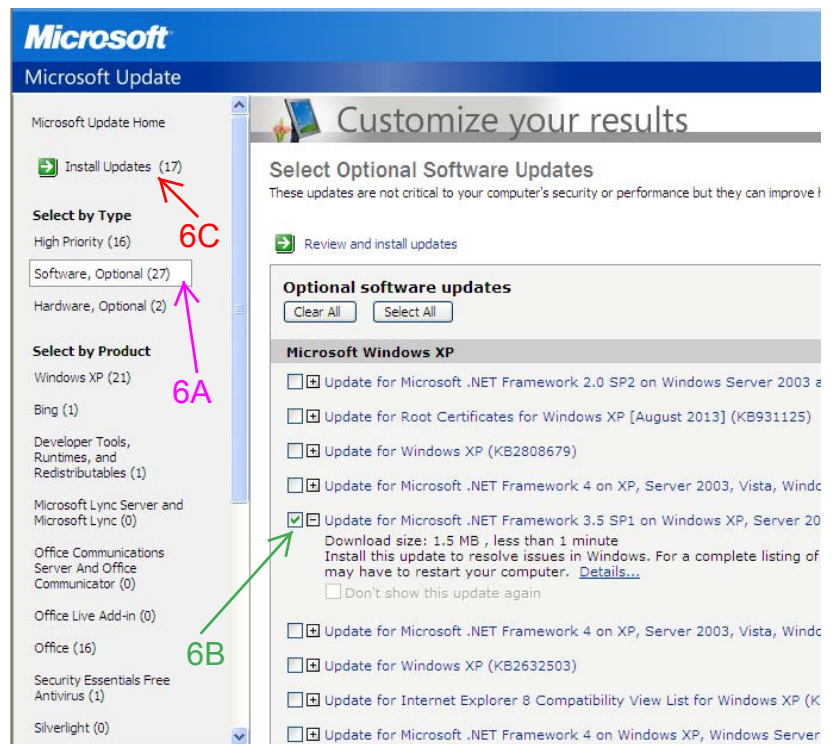 Microsoft
Microsoft Update
Microsoft Update Home
Install Updates (17)
6C
Select by Type
High Priority (16)
Software, Optional (27)
Hardware, Optional (2)
6A
Select by Product
Windows XP (21)
Bing (1)
Developer Tools,
Runtimes, and
Redistributables (1)
Microsoft Lync Server and
Microsoft Lync (0)
Office Communications
Server And Office
Communicator (0)
Office Live Add-in (0)
Office (16)
6B
Security Essentials Free
Antivirus (1)
Silverlight (0)
Customize your results
Select Optional Software Updates
These updates are not critical to your computer's security or performance but they can improve
Review and install updates
Optional software updates
Clear All Select All
Microsoft Windows XP
Update for Microsoft .NET Framework 2.0 SP2 on Windows Server 2003
Update for Root Certificates for Windows XP [August 2013] (KB931125)
Update for Windows XP (KB2808679)
Update for Microsoft .NET Framework 4 on XP, Server 2003, Vista, Windo
Update for Microsoft .NET Framework 3.5 SP1 on Windows XP, Server 20
Download size: 1.5 MB , less than 1 minute
Install this update to resolve issues in Windows. For a complete listing of
may have to restart your computer. Details...
Don't show this update again
Update for Microsoft .NET Framework 4 on XP, Server 2003, Vista, Windo
Update for Windows XP (KB2632503)
Update for Internet Explorer 8 Compatibility View List for Windows XP (K
Update for Microsoft .NET Framework 4 on Windows XP, Windows Server